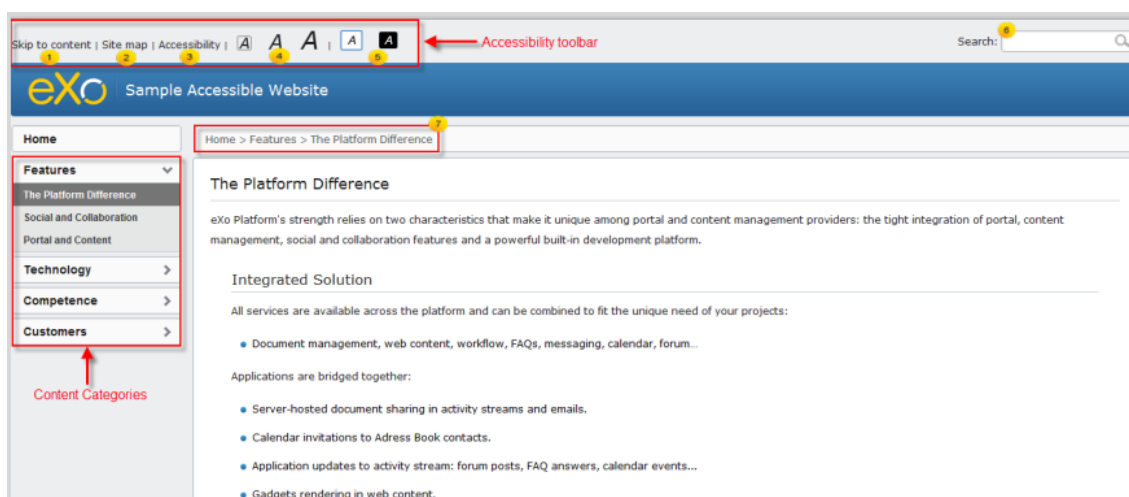 Skip to content | Site map | Accessibility | A A A | A A Accessibility toolbar Search: 6
1 2 3 4 5
eXo Sample Accessible Website
7
Home
Home > Features > The Platform Difference
Features
The Platform Difference
Social and Collaboration
Portal and Content
Technology
Competence
Customers
Content Categories
The Platform Difference
eXo Platform's strength relies on two characteristics that make it unique among portal and content management providers: the tight integration of portal, content
management, social and collaboration features and a powerful built-in development platform.
Integrated Solution
All services are available across the platform and can be combined to fit the unique need of your projects:
Document management, web content, workflow, FAQs, messaging, calendar, forum...
Applications are bridged together:
Server-hosted document sharing in activity streams and emails.
Calendar invitations to Adress Book contacts.
Application updates to activity stream: forum posts, FAQ answers, calendar events...
Gadgets rendering in web content.